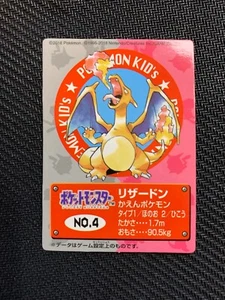 POKÉMON KID'S
ポケットモンスター
NO.4
リザードン
かえんポケモン
タイプ1/ほのお 2/ひこう
たかさ････1.7m
おもさ････90.5kg
※データはゲーム設定上のものです。